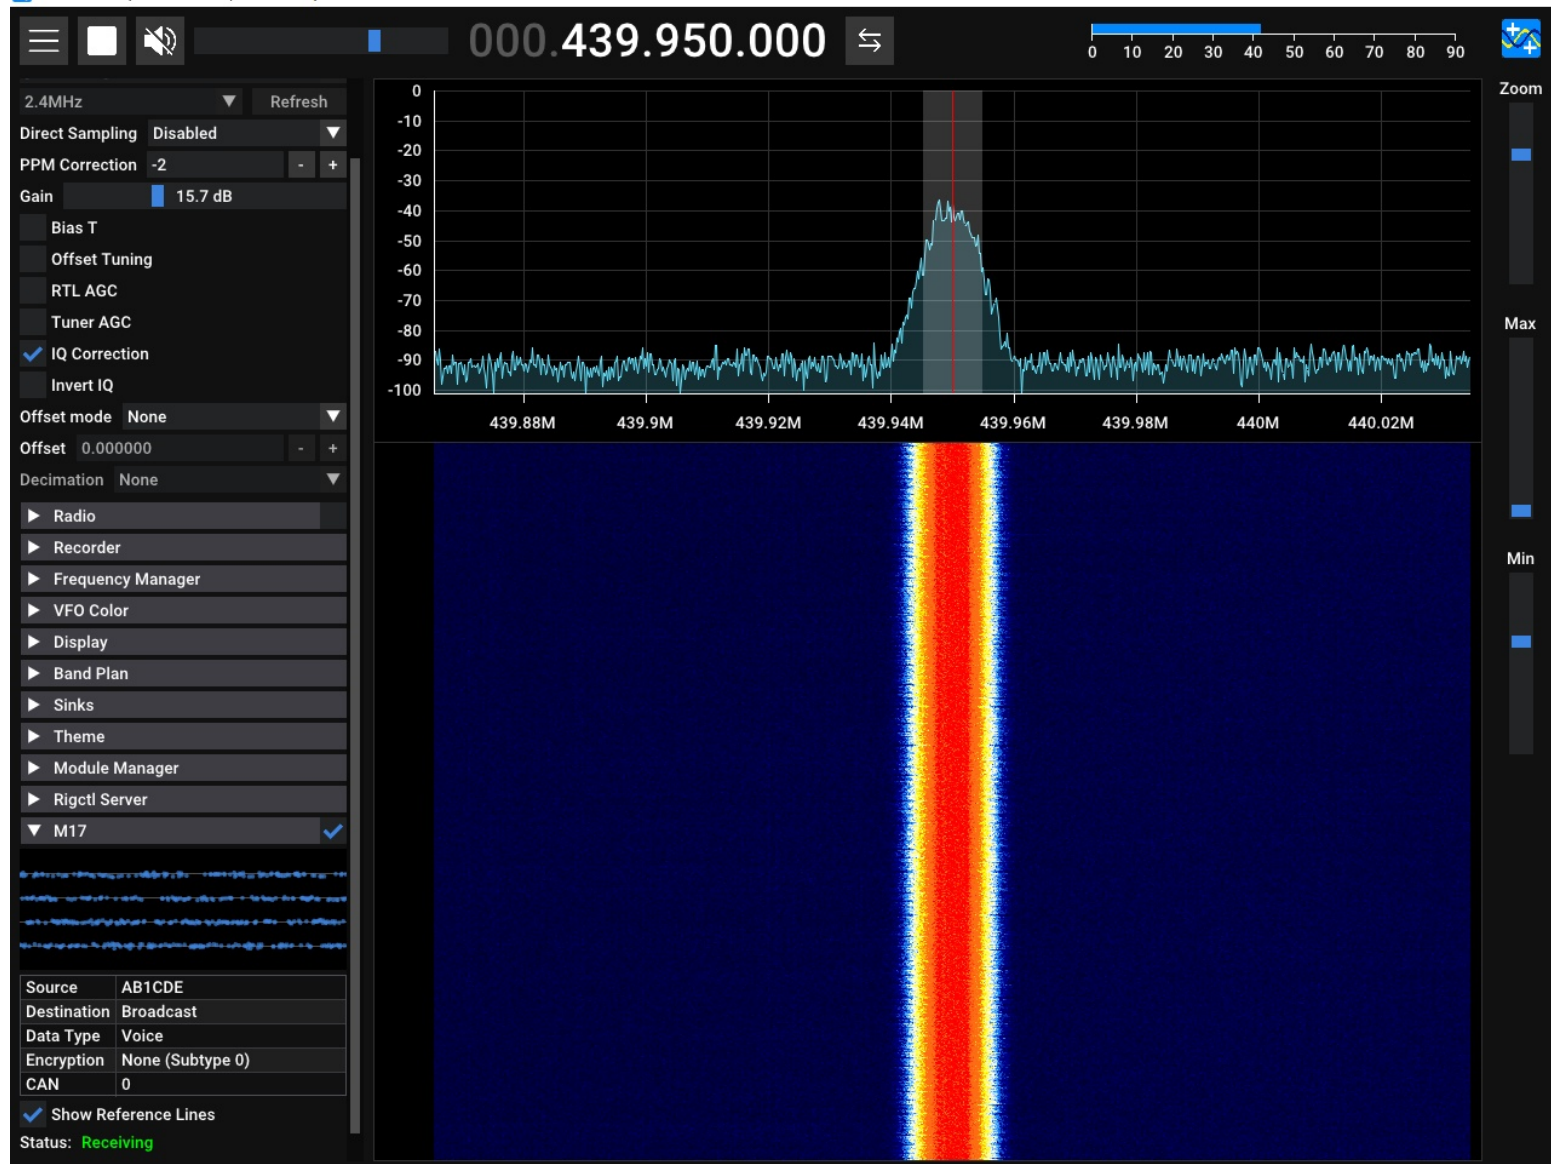 000.439.950.000
0 10 20 30 40 50 60 70 80 90
2.4MHz Refresh
Direct Sampling Disabled
PPM Correction -2 - +
Gain 15.7 dB
Bias T
Offset Tuning
RTL AGC
Tuner AGC
IQ Correction
Invert IQ
Offset mode None
Offset 0.000000 - +
Decimation None
Radio
Recorder
Frequency Manager
VFO Color
Display
Band Plan
Sinks
Theme
Module Manager
Rigctl Server
M17
Source AB1CDE
Destination Broadcast
Data Type Voice
Encryption None (Subtype 0)
CAN 0
Show Reference Lines
Status: Receiving
0
-10
-20
-30
-40
-50
-60
-70
-80
-90
-100
439.88M 439.9M 439.92M 439.94M 439.96M 439.98M 440M 440.02M
Zoom
Max
Min